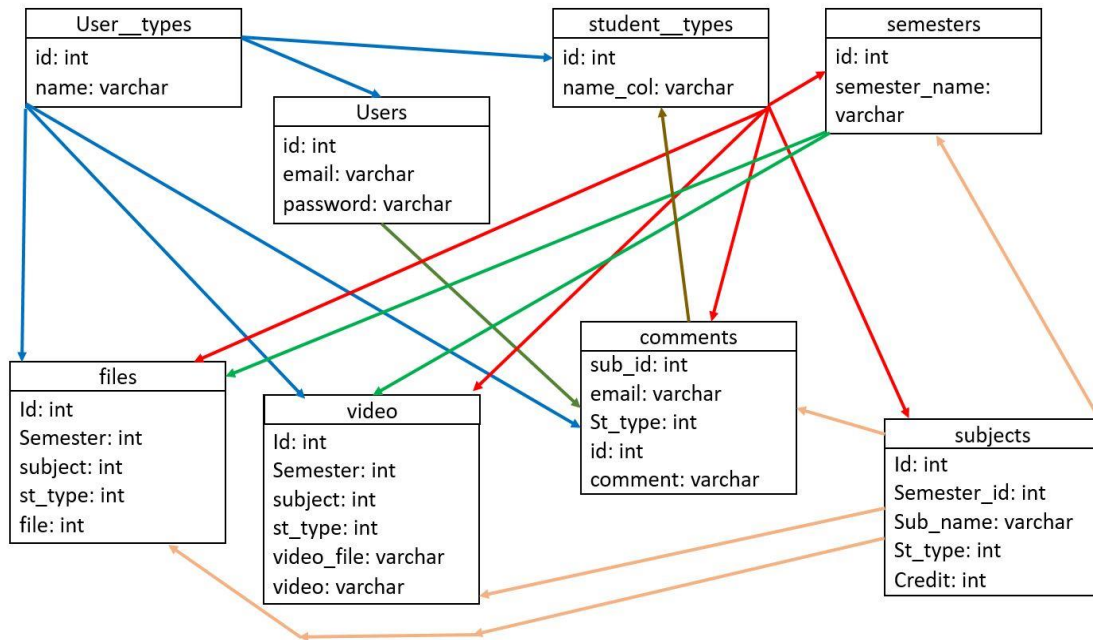 User__types
id: int
name: varchar
student__types
id: int
name_col: varchar
semesters
id: int
semester_name:
varchar
Users
id: int
email: varchar
password: varchar
files
Id: int
Semester: int
subject: int
st_type: int
file: int
video
Id: int
Semester: int
subject: int
st_type: int
video_file: varchar
video: varchar
comments
sub_id: int
email: varchar
St_type: int
id: int
comment: varchar
subjects
Id: int
Semester_id: int
Sub_name: varchar
St_type: int
Credit: int